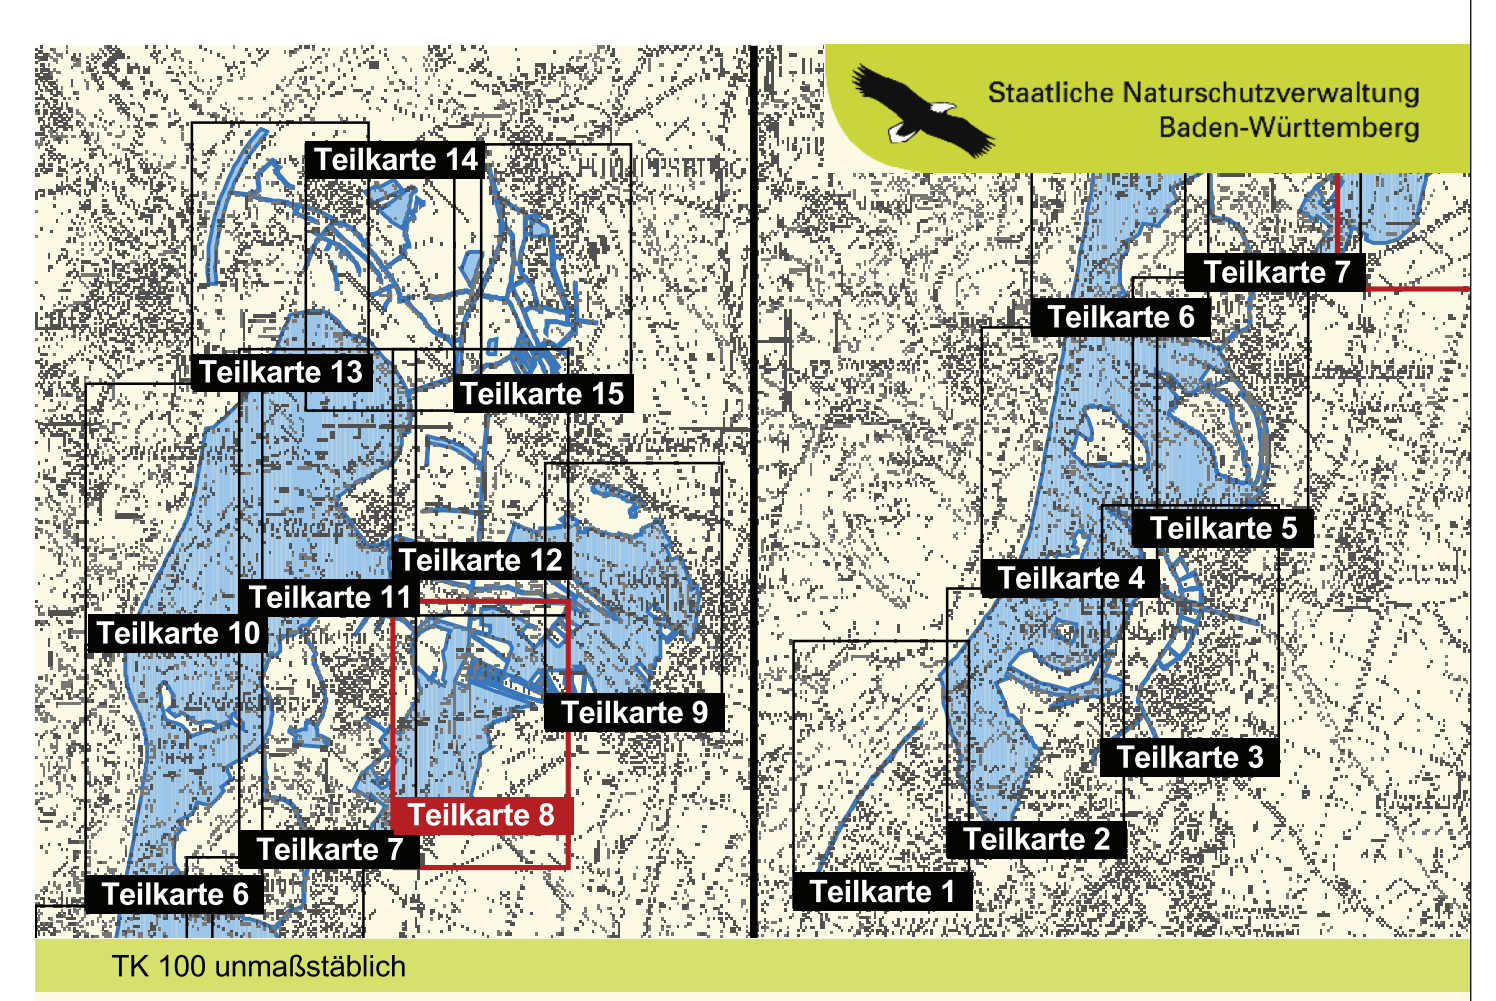 Staatliche Naturschutzverwaltung
Baden-Württemberg
Teilkarte 14
Teilkarte 13
Teilkarte 15
Teilkarte 12
Teilkarte 11
Teilkarte 10
Teilkarte 9
Teilkarte 8
Teilkarte 7
Teilkarte 6
Teilkarte 7
Teilkarte 6
Teilkarte 5
Teilkarte 4
Teilkarte 3
Teilkarte 2
Teilkarte 1
TK 100 unmaßstäblich